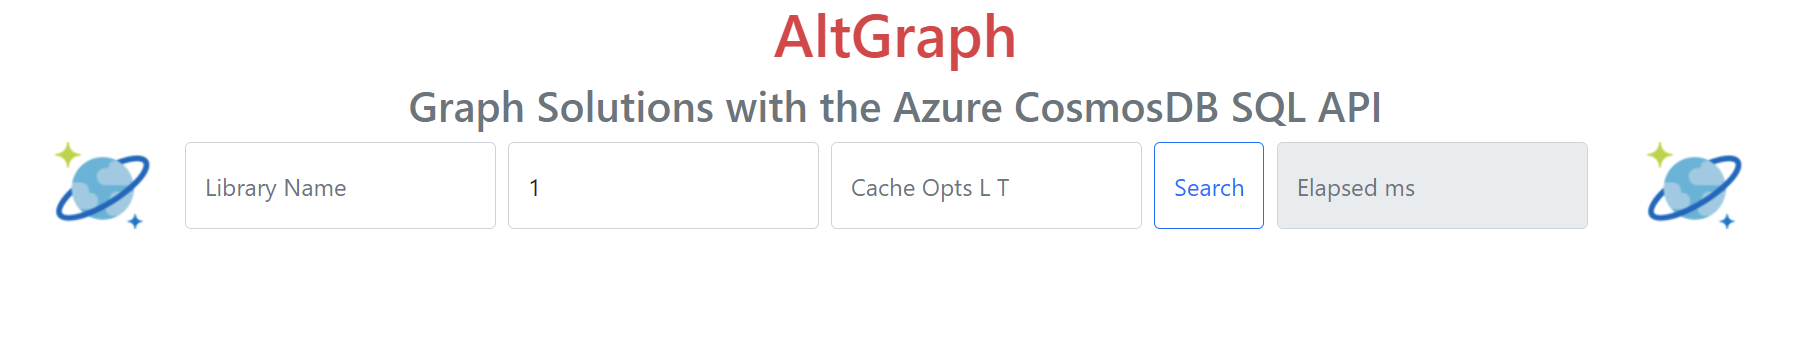 AltGraph
Graph Solutions with the Azure CosmosDB SQL API
Library Name 1 Cache Opts L T Search Elapsed ms